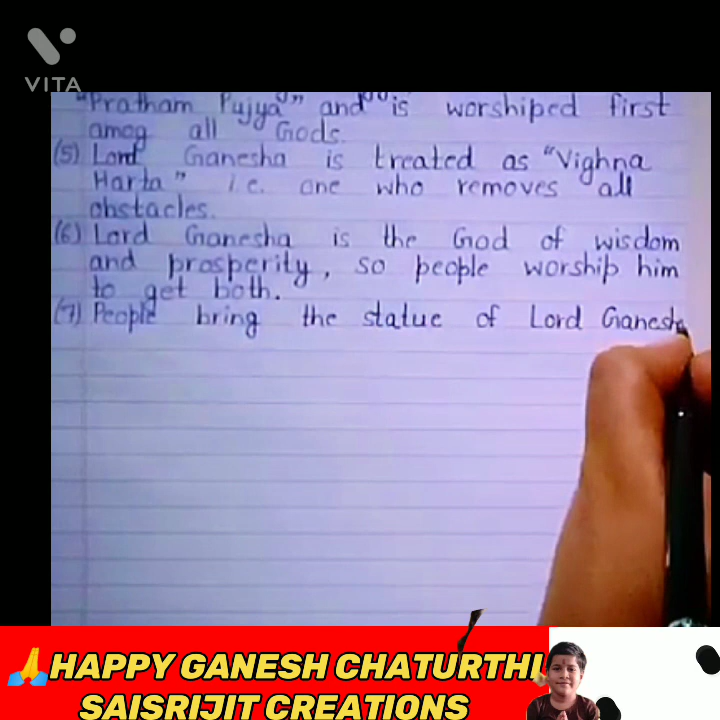 VITA
"Pratham Pujya" and is worshiped first
amog all Gods.
(5) Lord Ganesha is treated as "Vighna
Harta" i.e. one who removes all
obstacles.
(6) Lord Ganesha is the God of wisdom
and prosperity, so people worship him
to get both.
(7) People bring the statue of Lord Ganesha
🙏HAPPY GANESH CHATURTHI
SAISRIJIT CREATIONS